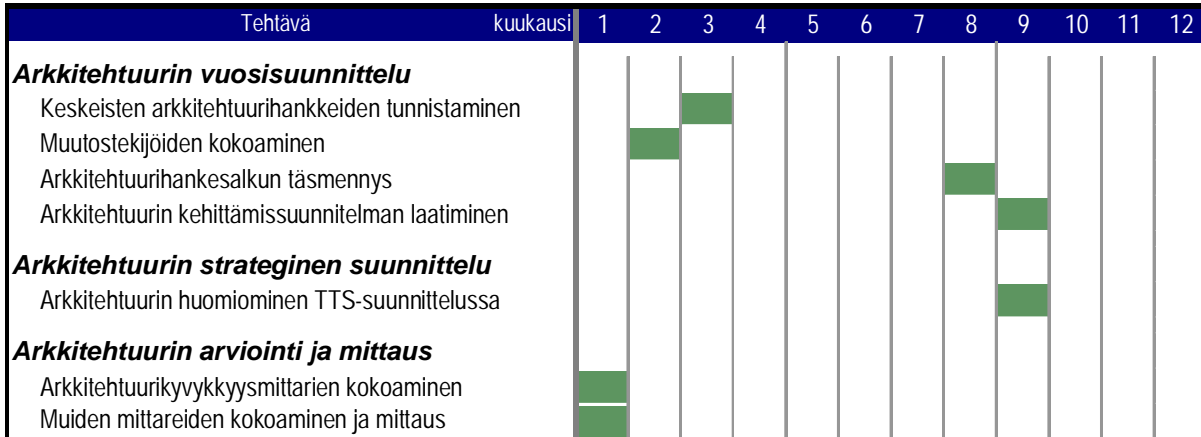 Tehtävä kuukausi 1 2 3 4 5 6 7 8 9 10 11 12
Arkkitehtuurin vuosisuunnittelu
Keskeisten arkkitehtuurihankkeiden tunnistaminen
Muutostekijöiden kokoaminen
Arkkitehtuurihankesalkun täsmennys
Arkkitehtuurin kehittämissuunnitelman laatiminen
Arkkitehtuurin strateginen suunnittelu
Arkkitehtuurin huomiominen TTS-suunnittelussa
Arkkitehtuurin arviointi ja mittaus
Arkkitehtuurikyvykkyysmittarien kokoaminen
Muiden mittareiden kokoaminen ja mittaus